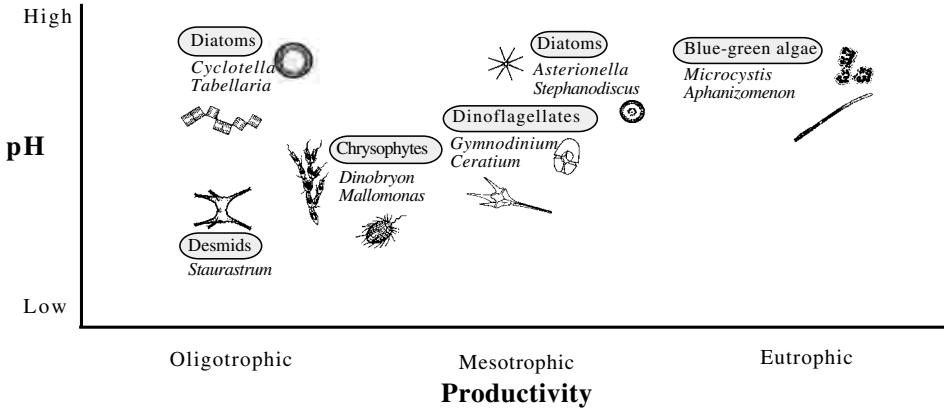 High
Diatoms
Cyclotella
Tabellaria
Diatoms
Asterionella
Stephanodiscus
Blue-green algae
Microcystis
Aphanizomenon
pH
Chrysophytes
Dinobryon
Mallomonas
Dinoflagellates
Gymnodinium
Ceratium
Desmids
Staurastrum
Low
Oligotrophic
Mesotrophic
Eutrophic
Productivity